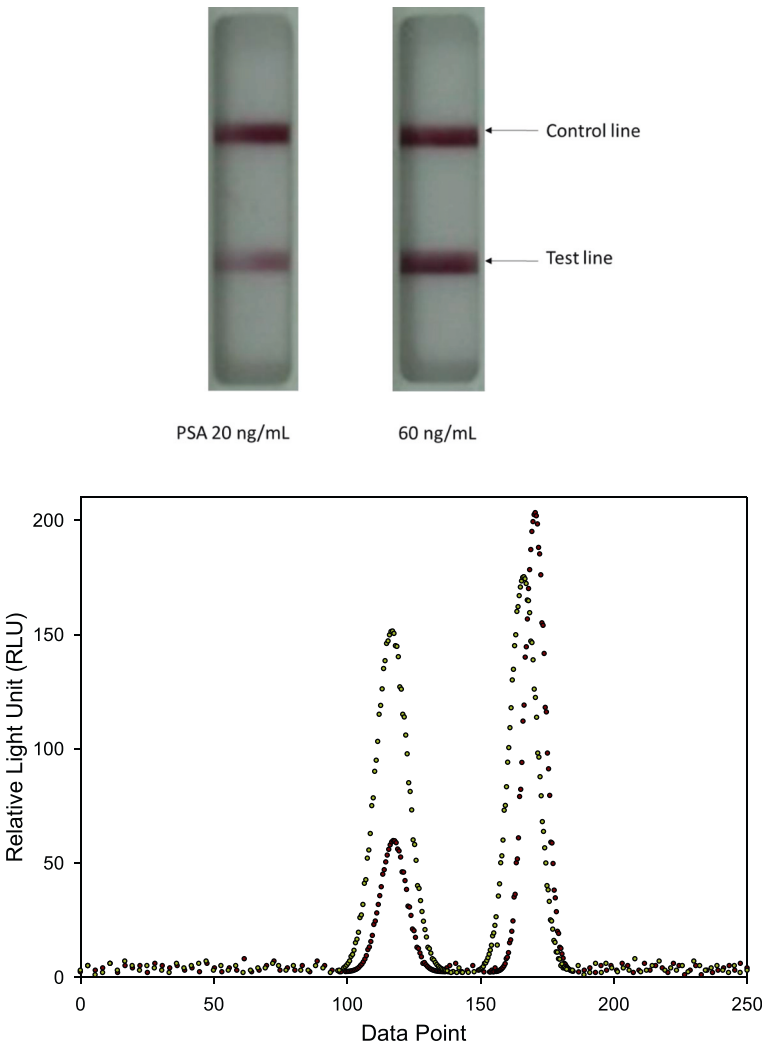 Control line
Test line
PSA 20 ng/mL
60 ng/mL
Relative Light Unit (RLU)
200
150
100
50
0
0
50
100
150
200
250
Data Point